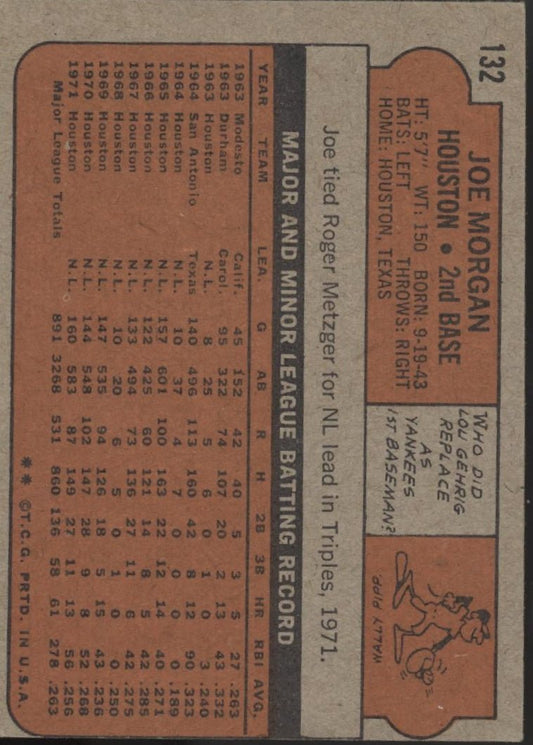 132
JOE MORGAN
HOUSTON • 2nd BASE
HT: 5'7" WT: 150 BORN: 9-19-43
BATS: LEFT THROWS: RIGHT
HOME: HOUSTON, TEXAS
WHO DID
LOU GEHRIG
REPLACE
AS
YANKEES
1ST BASEMAN?
WALLY PIPP.
Joe tied Roger Metzger for NL lead in Triples, 1971.
MAJOR AND MINOR LEAGUE BATTING RECORD
YEAR TEAM LEA. G AB R H 2B 3B HR RBI AVG.
1963 Modesto Calif. 45 152 42 40 5 3 5 27 .263
1963 Durham Carol. 95 322 74 107 20 2 13 43 .332
1963 Houston N.L. 8 25 5 6 0 1 0 3 .240
1964 San Antonio Texas 140 496 113 160 42 8 12 90 .323
1964 Houston N.L. 10 37 4 7 0 0 0 0 .189
1965 Houston N.L. 157 601 100 163 22 12 14 40 .271
1966 Houston N.L. 122 425 60 121 14 8 5 42 .285
1967 Houston N.L. 133 494 73 136 27 11 6 42 .275
1968 Houston N.L. 10 20 6 5 0 1 0 0 .250
1969 Houston N.L. 147 535 94 126 18 5 15 43 .236
1970 Houston N.L. 144 548 102 147 28 9 8 52 .268
1971 Houston N.L. 160 583 87 149 27 11 13 56 .256
Major League Totals 891 3268 531 860 136 58 61 278 .263
** ©T.C.G. PRTD. IN U.S.A.